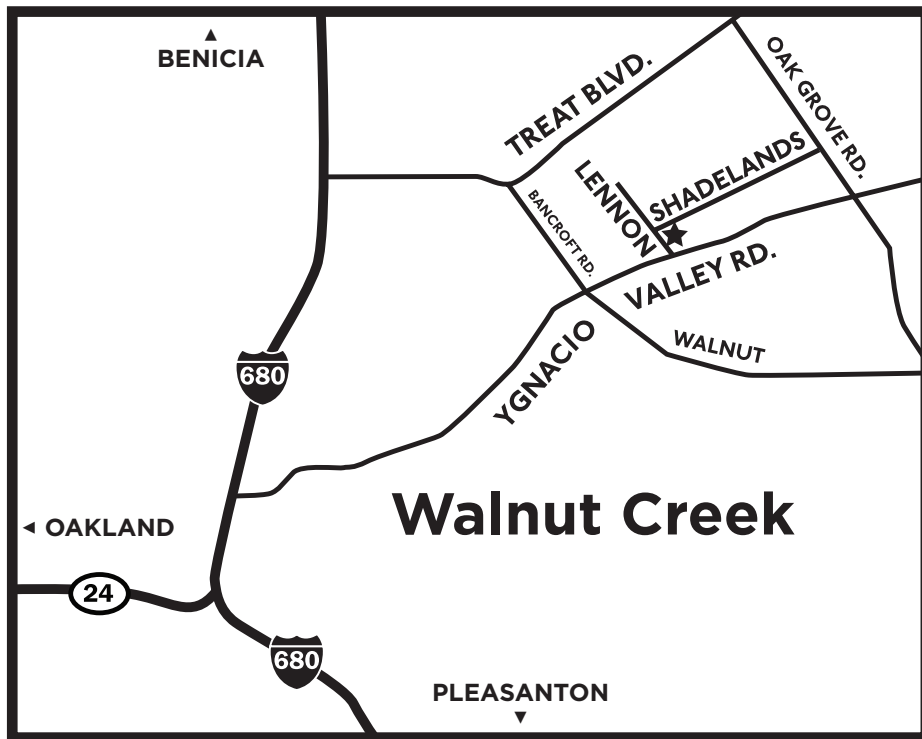 BENICIA
TREAT BLVD.
OAK GROVE RD.
SHADELANDS
LENNON
BANCROFT RD.
VALLEY RD.
YGNACIO
WALNUT
680
Walnut Creek
OAKLAND
24
680
PLEASANTON